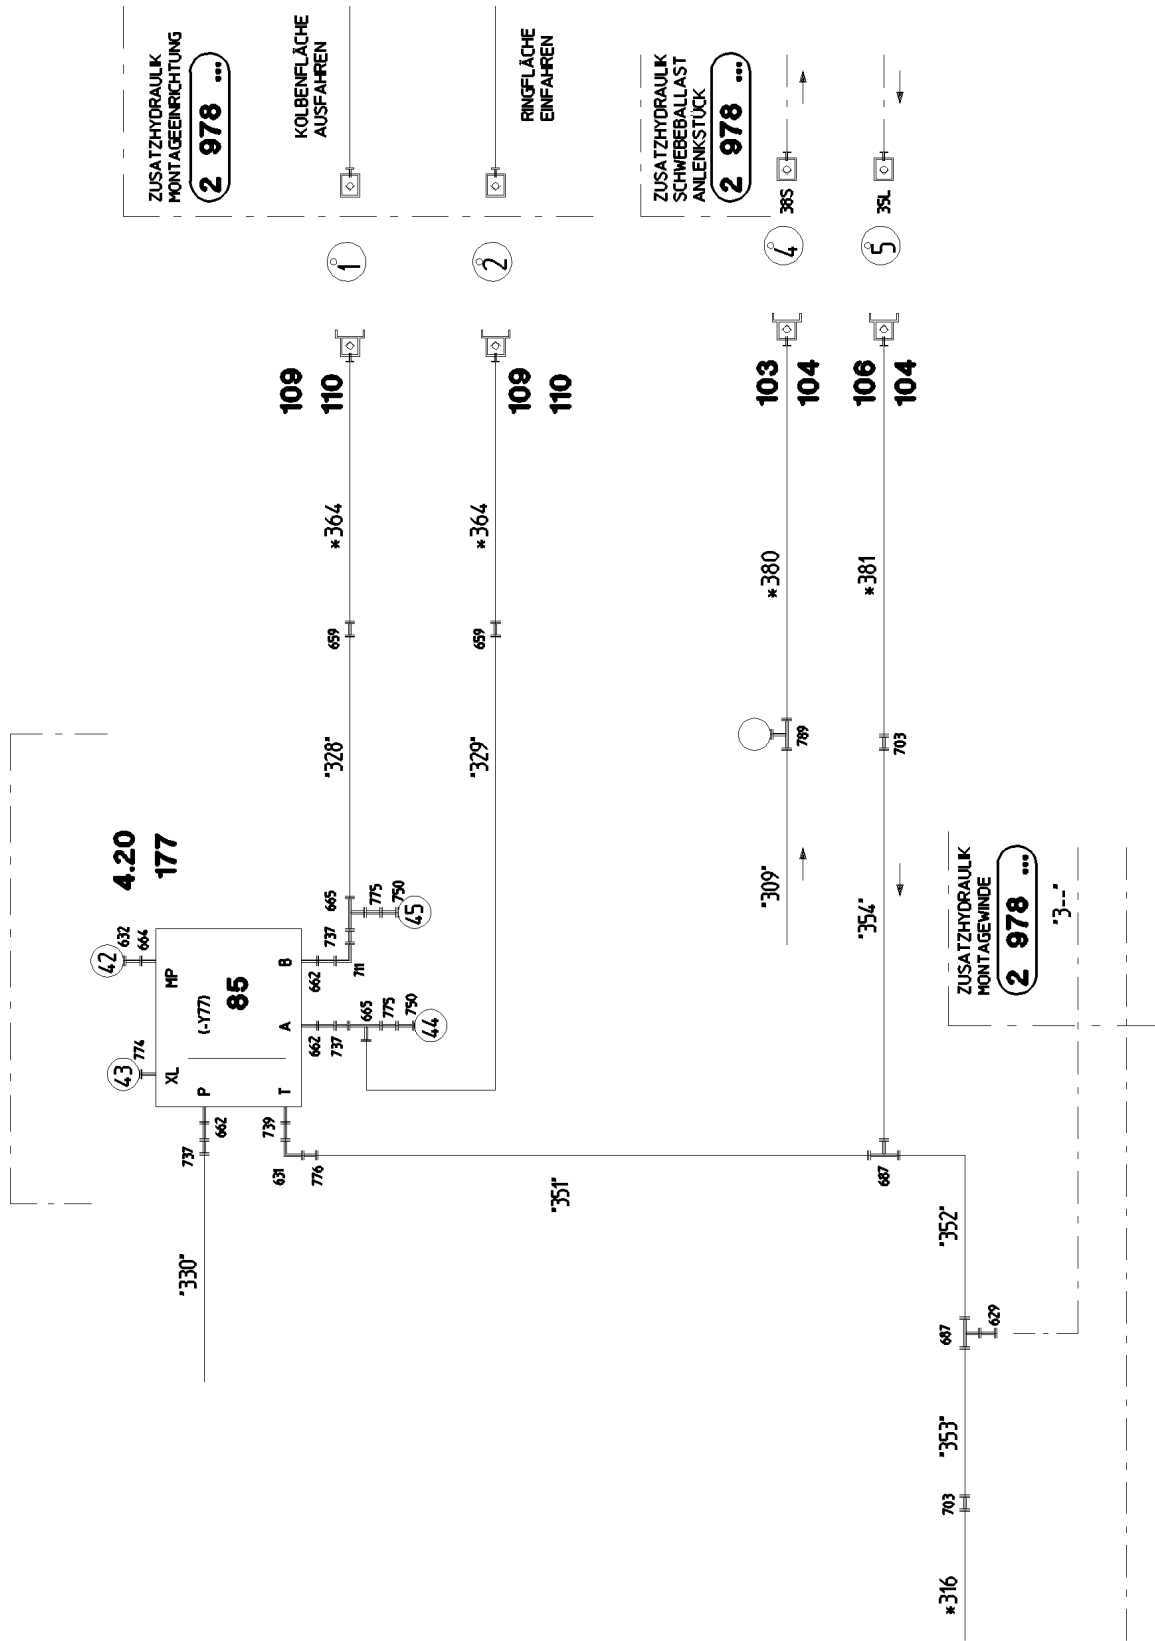 ZUSATZHYDRAULIK
MONTAGEEINRICHTUNG
2 978 ...
KOLBENFLÄCHE
AUSFAHREN
RINGFLÄCHE
EINFAHREN
ZUSATZHYDRAULIK
SCHWEBEBALLAST
ANLENKSTÜCK
2 978 ...
38S
35L
1
2
4
5
109
110
109
110
103
104
106
104
*364
*364
*380
*381
659
659
789
703
"328"
"329"
"309"
"354"
4.20
177
42
632
664
MP
(-Y77)
85
B
662
711
737
665
775
750
45
43
774
XL
A
662
737
665
775
750
44
P
T
662
737
739
631
776
"330"
"351"
687
ZUSATZHYDRAULIK
MONTAGEWINDE
2 978 ...
"3--"
"352"
687
629
"353"
703
*316